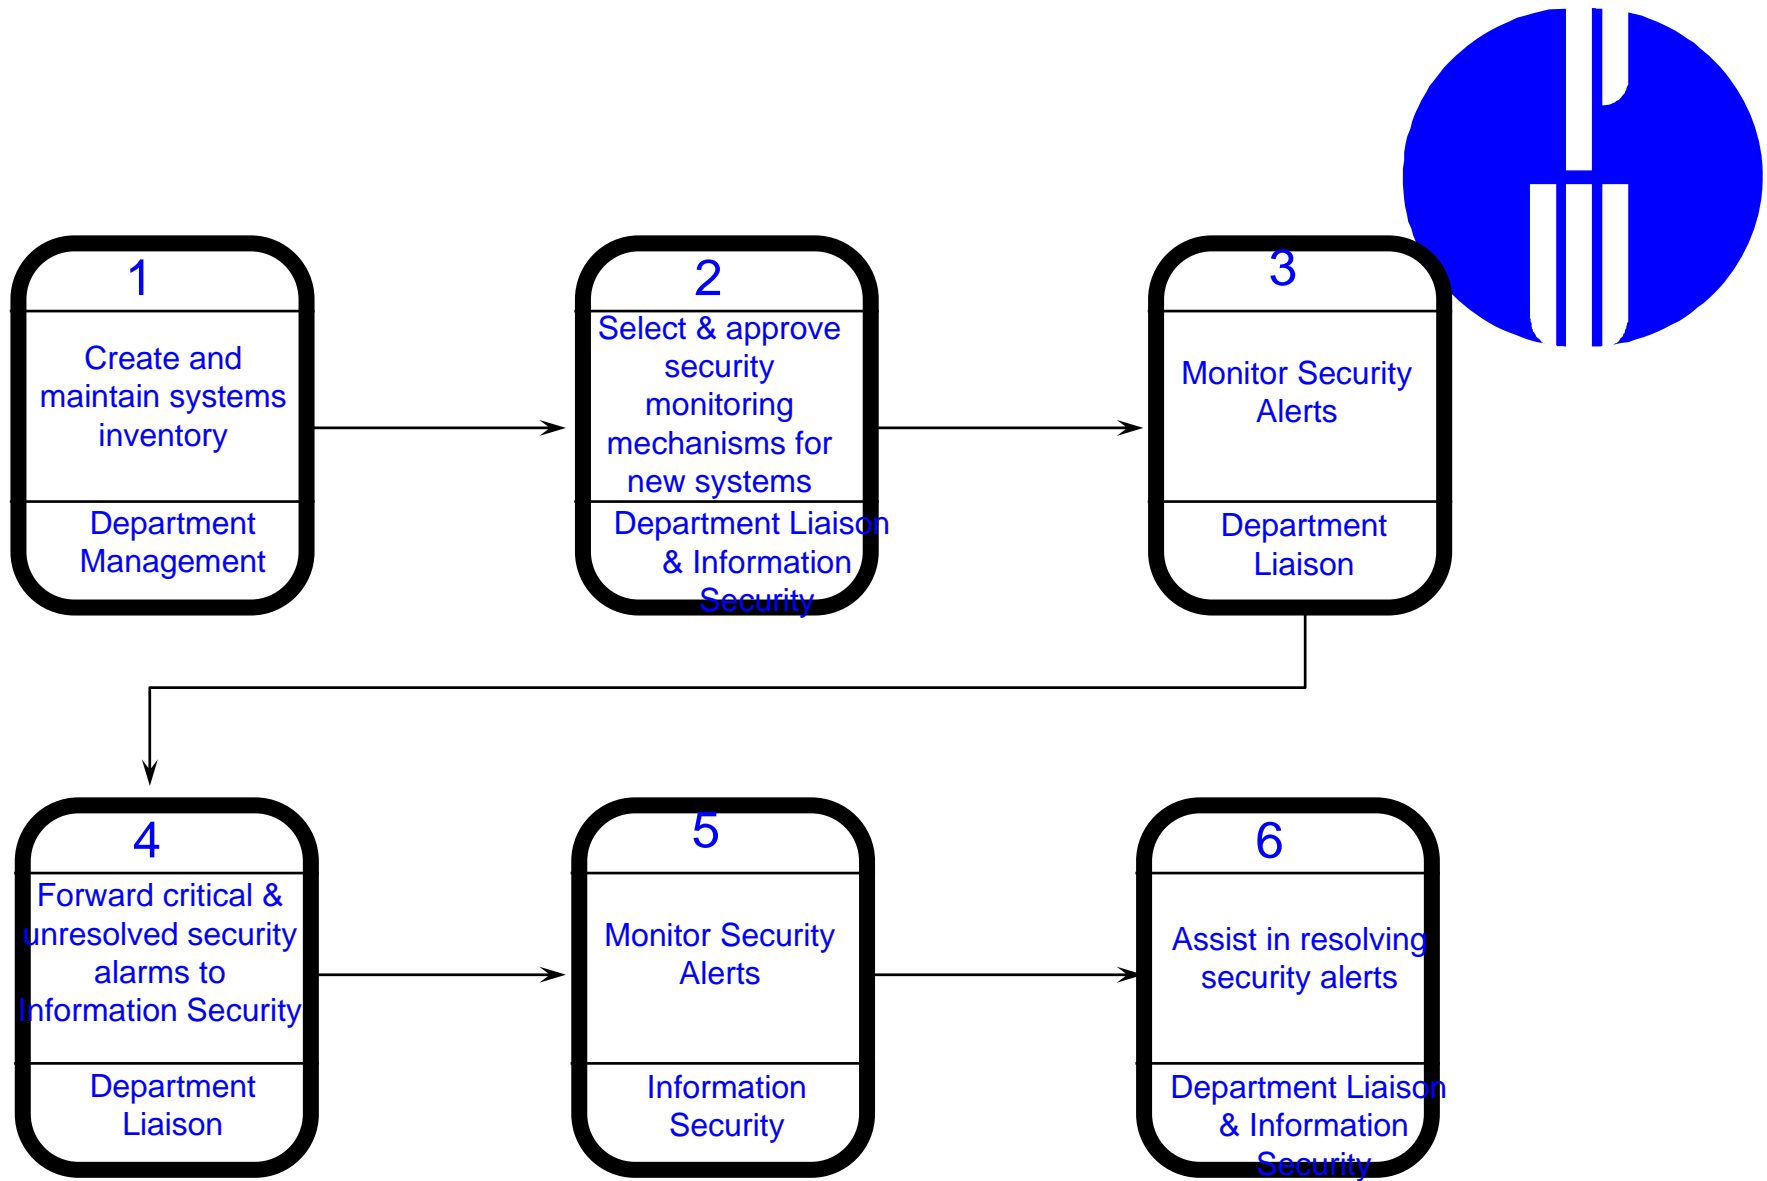 1
Create and
maintain systems
inventory
Department
Management
2
Select & approve
security
monitoring
mechanisms for
new systems
Department Liaison
& Information
Security
3
Monitor Security
Alerts
Department
Liaison
4
Forward critical &
unresolved security
alarms to
Information Security
Department
Liaison
5
Monitor Security
Alerts
Information
Security
6
Assist in resolving
security alerts
Department Liaison
& Information
Security